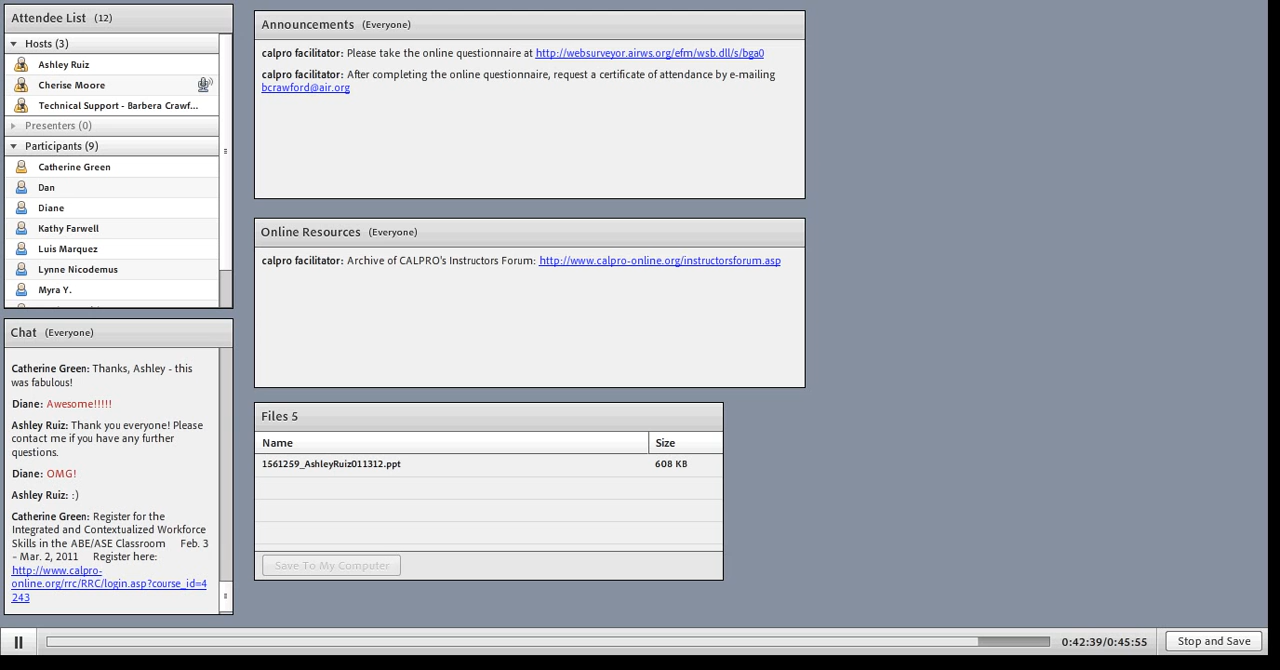 Attendee List (12)
Hosts (3)
Ashley Ruiz
Cherise Moore
Technical Support - Barbera Crawf...
Presenters (0)
Participants (9)
Catherine Green
Dan
Diane
Kathy Farwell
Luis Marquez
Lynne Nicodemus
Myra Y.
Chat (Everyone)
Catherine Green: Thanks, Ashley - this
was fabulous!
Diane: Awesome!!!!!
Ashley Ruiz: Thank you everyone! Please
contact me if you have any further
questions.
Diane: OMG!
Ashley Ruiz: :)
Catherine Green: Register for the
Integrated and Contextualized Workforce
Skills in the ABE/ASE Classroom Feb. 3
- Mar. 2, 2011 Register here:
http://www.calpro-
online.org/rrc/RRC/login.asp?course_id=4
243
Announcements (Everyone)
calpro facilitator: Please take the online questionnaire at http://websurveyor.airws.org/efm/wsb.dll/s/bga0
calpro facilitator: After completing the online questionnaire, request a certificate of attendance by e-mailing
bcrawford@air.org
Online Resources (Everyone)
calpro facilitator: Archive of CALPRO's Instructors Forum: http://www.calpro-online.org/instructorsforum.asp
Files 5
Name Size
1561259_AshleyRuiz011312.ppt 608 KB
Save To My Computer
0:42:39/0:45:55 Stop and Save